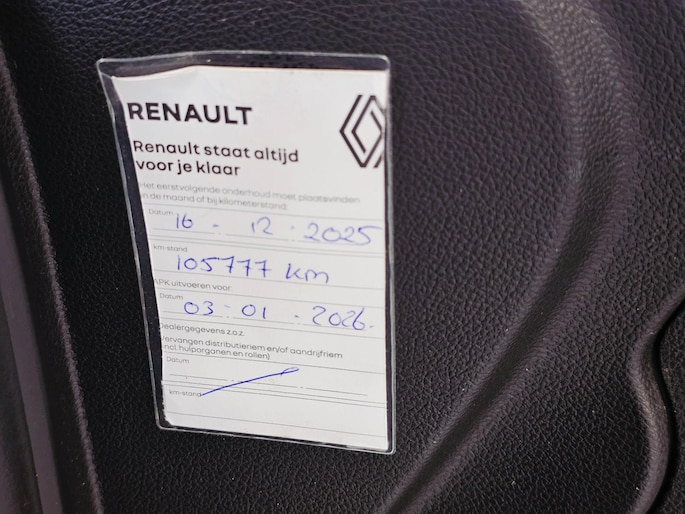 RENAULT
Renault staat altijd
voor je klaar
Het eerstvolgende onderhoud moet plaatsvinden
in de maand of bij kilometerstand:
Datum 16 - 12 - 2025
km-stand
105777 km
APK uitvoeren voor:
Datum
03 - 01 - 2026.
Dealergegevens z.o.z.
Vervangen distributieriem en/of aandrijfriem
(incl. hulporganen en rollen)
Datum
km-stand